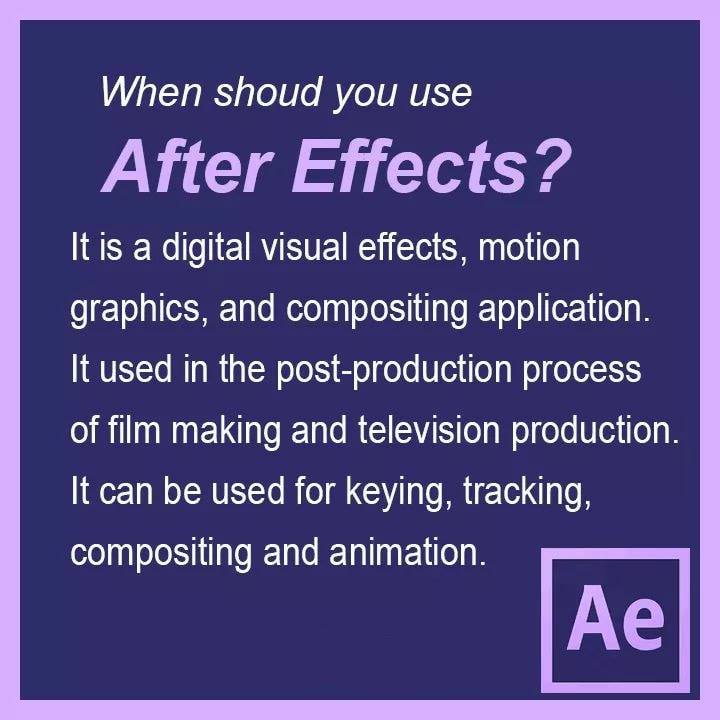 When shoud you use
After Effects?
It is a digital visual effects, motion
graphics, and compositing application.
It used in the post-production process
of film making and television production.
It can be used for keying, tracking,
compositing and animation.
Ae